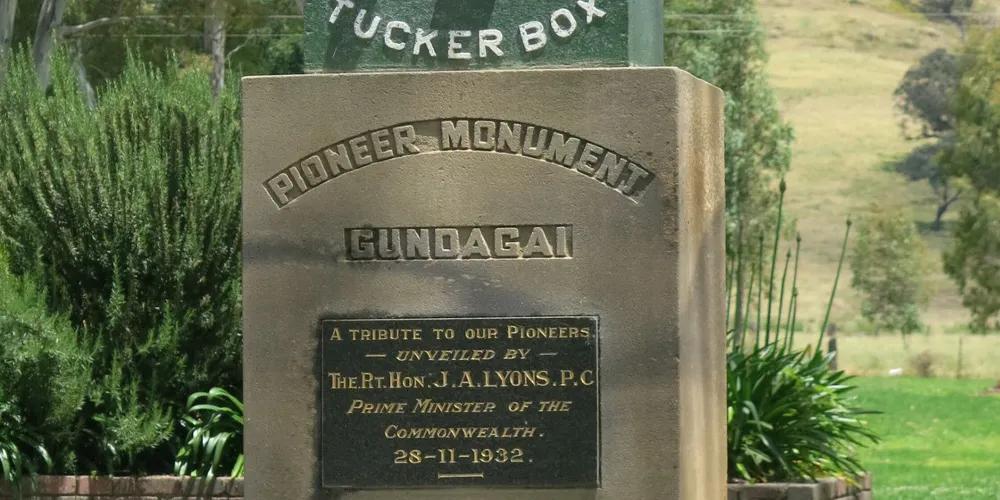 TUCKER BOX
PIONEER MONUMENT
GUNDAGAI
A TRIBUTE TO OUR PIONEERS
— UNVEILED BY —
THE RT. HON. J. A. LYONS. P.C
PRIME MINISTER OF THE
COMMONWEALTH.
28-11-1932.